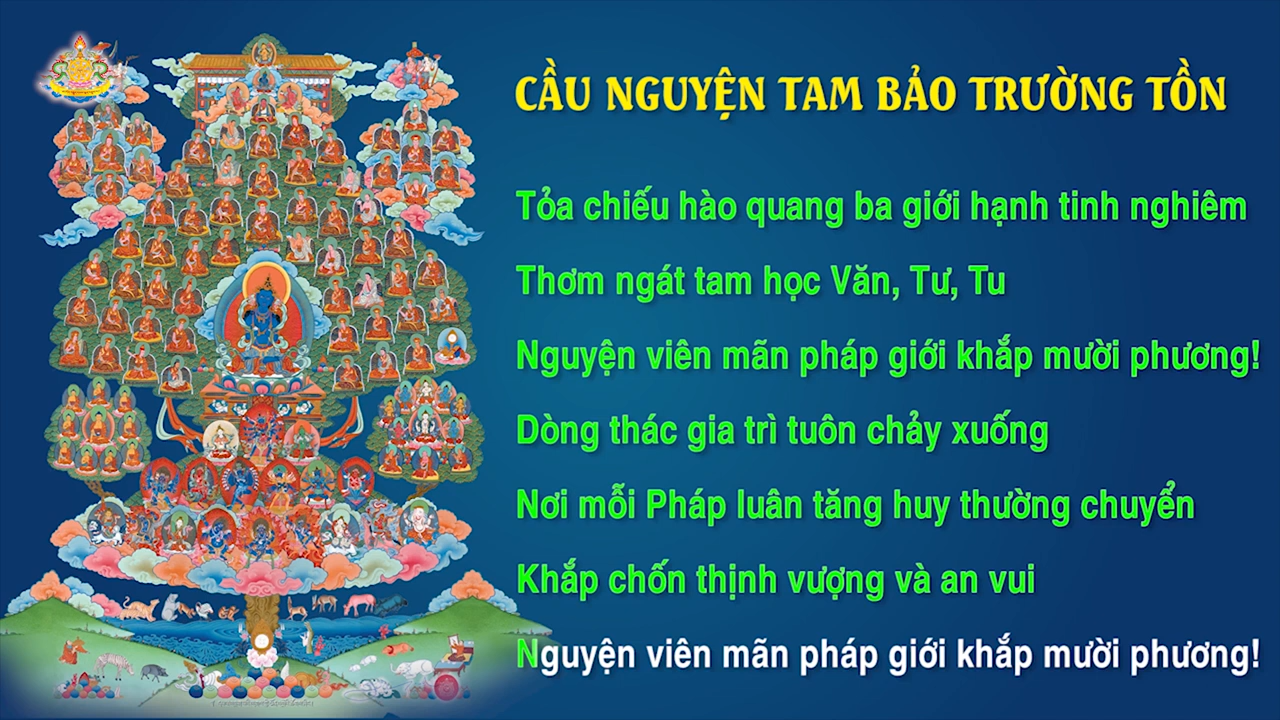 CẦU NGUYỆN TAM BẢO TRƯỜNG TỒN
Tỏa chiếu hào quang ba giới hạnh tinh nghiêm
Thơm ngát tam học Văn, Tư, Tu
Nguyện viên mãn pháp giới khắp mười phương!
Dòng thác gia trì tuôn chảy xuống
Nơi mỗi Pháp luân tăng huy thường chuyển
Khắp chốn thịnh vượng và an vui
Nguyện viên mãn pháp giới khắp mười phương!